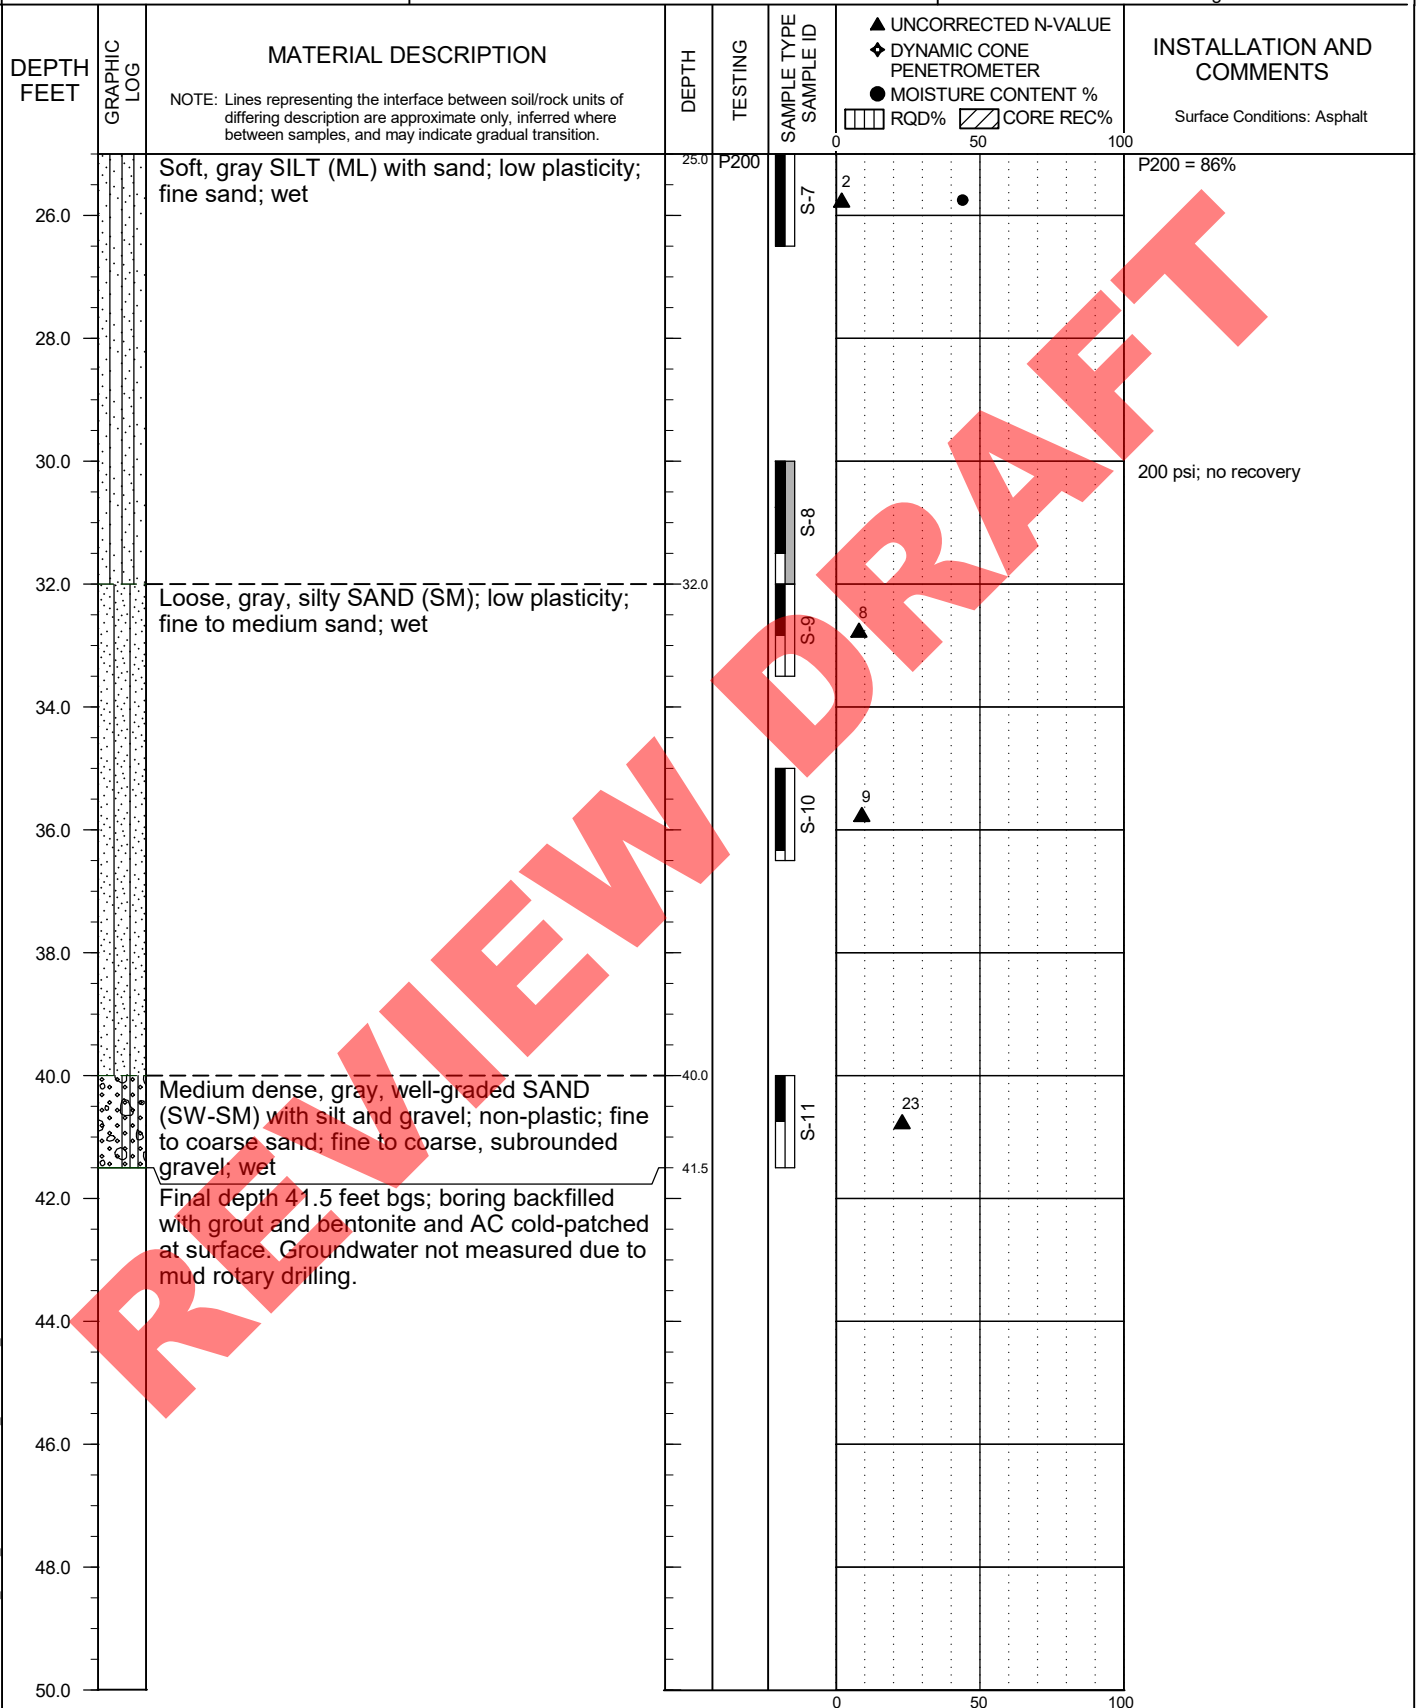 DEPTH
FEET
GRAPHIC
LOG
MATERIAL DESCRIPTION
NOTE: Lines representing the interface between soil/rock units of
differing description are approximate only, inferred where
between samples, and may indicate gradual transition.
DEPTH
TESTING
SAMPLE TYPE
SAMPLE ID
▲ UNCORRECTED N-VALUE
DYNAMIC CONE
PENETROMETER
● MOISTURE CONTENT %
RQD% CORE REC%
0 50 100
INSTALLATION AND
COMMENTS
Surface Conditions: Asphalt
Soft, gray SILT (ML) with sand; low plasticity;
fine sand; wet
25.0
P200
S-7
2
P200 = 86%
26.0
28.0
30.0
S-8
200 psi; no recovery
32.0
Loose, gray, silty SAND (SM); low plasticity;
fine to medium sand; wet
32.0
S-9
8
34.0
S-10
9
36.0
38.0
40.0
Medium dense, gray, well-graded SAND
(SW-SM) with silt and gravel; non-plastic; fine
to coarse sand; fine to coarse, subrounded
gravel; wet
40.0
S-11
23
41.5
42.0
Final depth 41.5 feet bgs; boring backfilled
with grout and bentonite and AC cold-patched
at surface. Groundwater not measured due to
mud rotary drilling.
44.0
46.0
48.0
50.0
0 50 100
REVIEW DRAFT